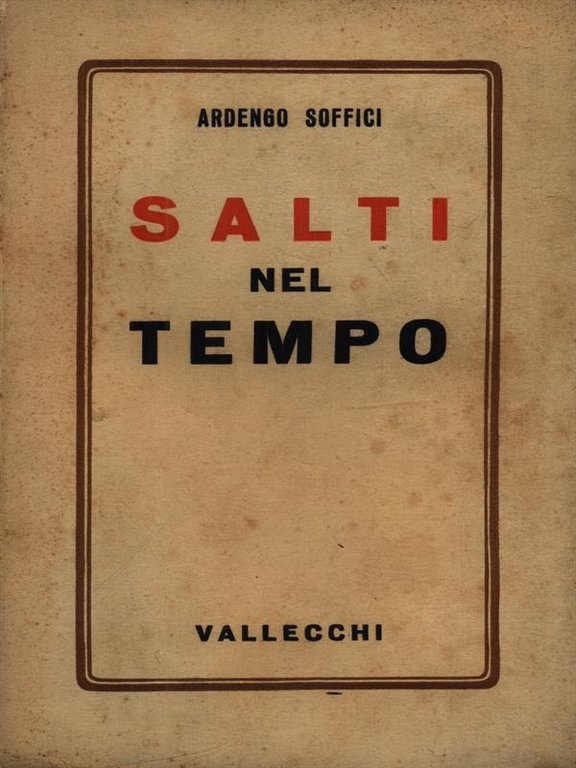 ARDENGO SOFFICI
SALTI
NEL
TEMPO
VALLECCHI